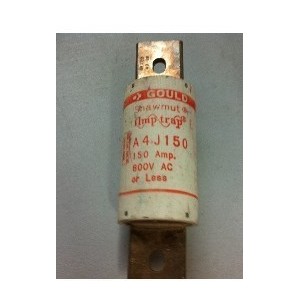 GOULD
Shawmut
Amp-trap
A4J150
150 Amp.
600V AC
or Less